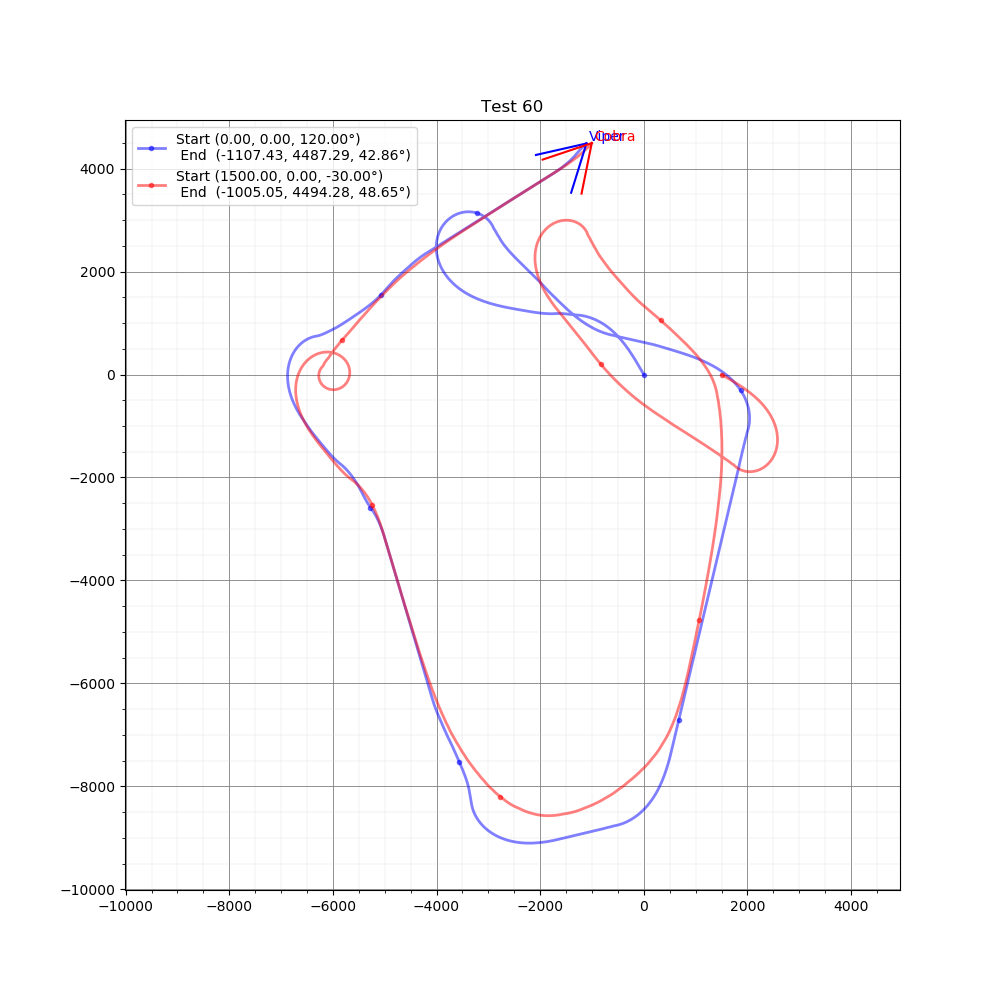 Test 60
Start (0.00, 0.00, 120.00°)
End (-1107.43, 4487.29, 42.86°)
Start (1500.00, 0.00, -30.00°)
End (-1005.05, 4494.28, 48.65°)
Viper
Cobra
4000
2000
0
−2000
−4000
−6000
−8000
−10000
−10000 −8000 −6000 −4000 −2000 0 2000 4000